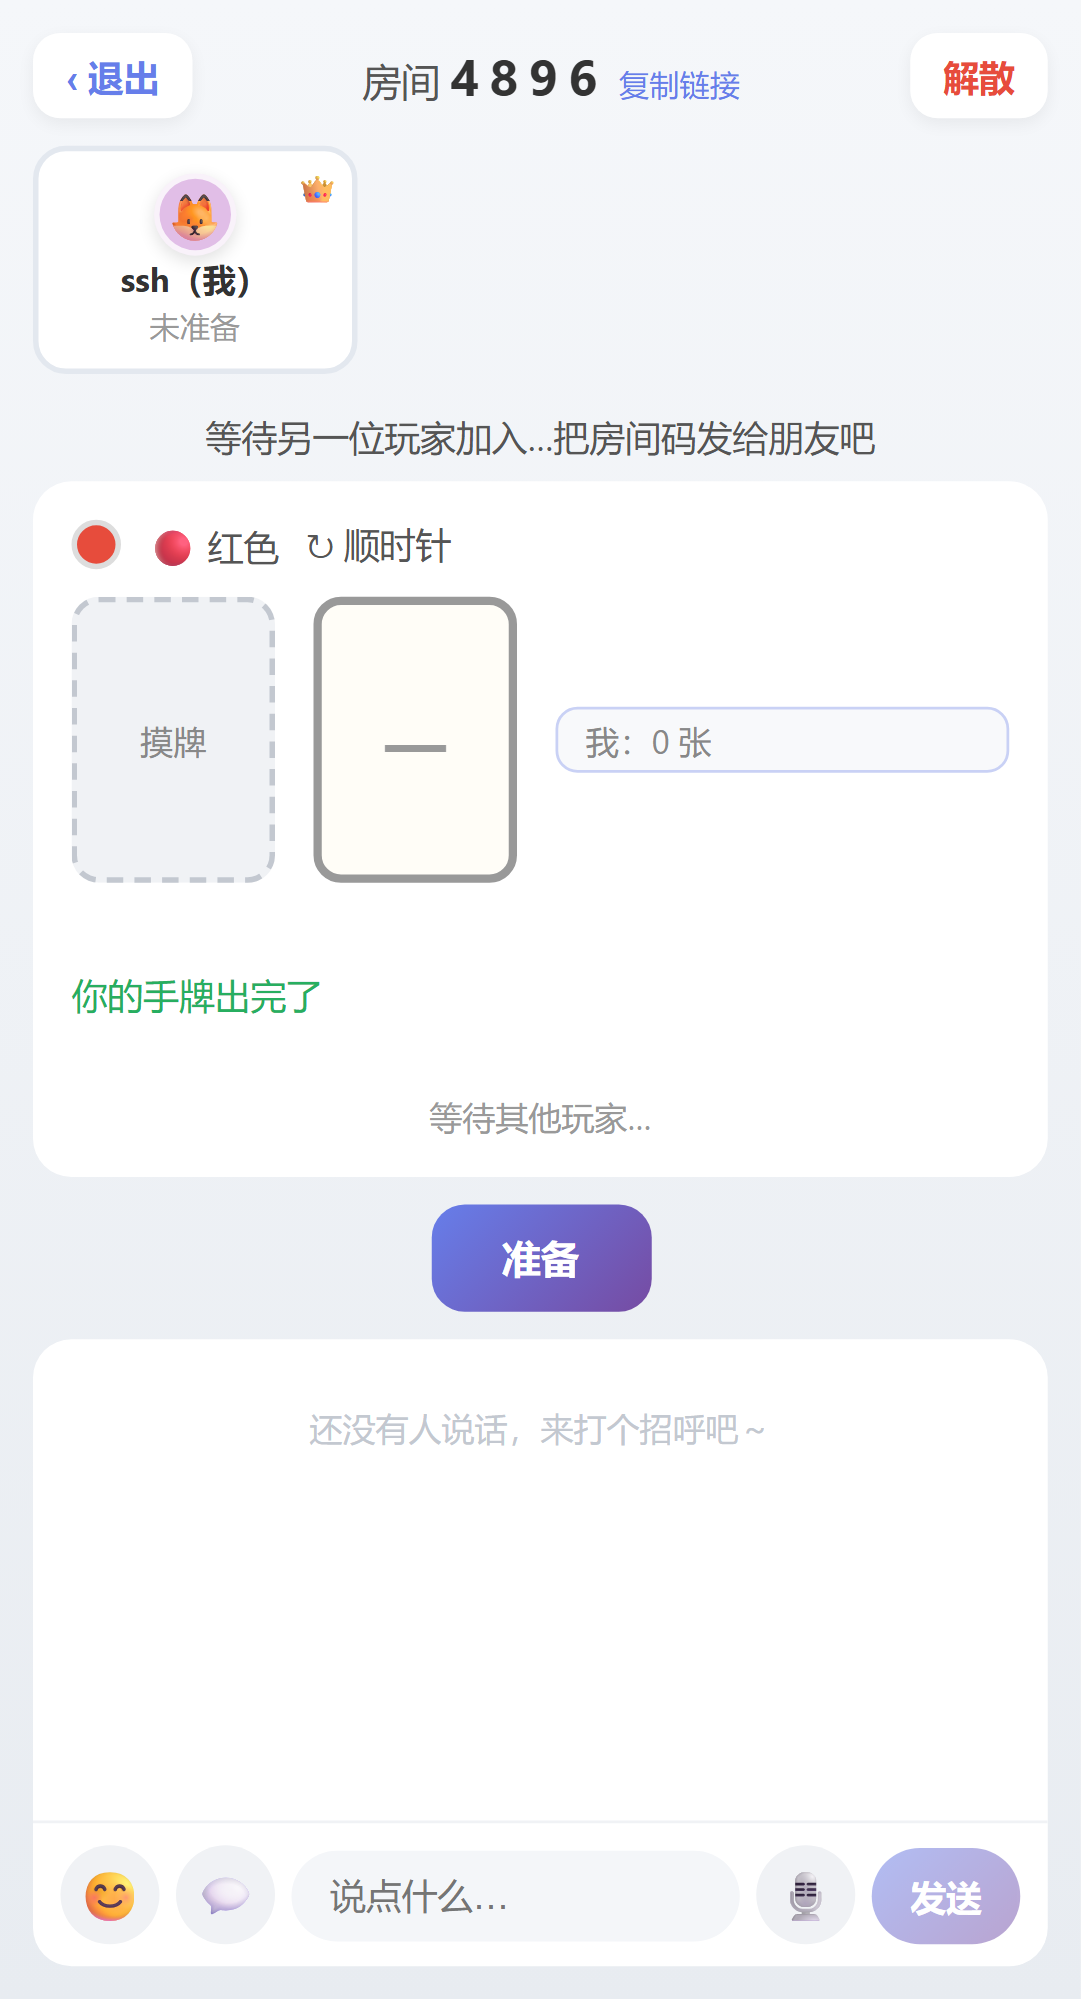 ‹ 退出
房间 4896 复制链接
解散
ssh（我）
未准备
等待另一位玩家加入...把房间码发给朋友吧
红色 ↻ 顺时针
摸牌
—
我：0 张
你的手牌出完了
等待其他玩家...
准备
还没有人说话，来打个招呼吧 ~
说点什么...
发送